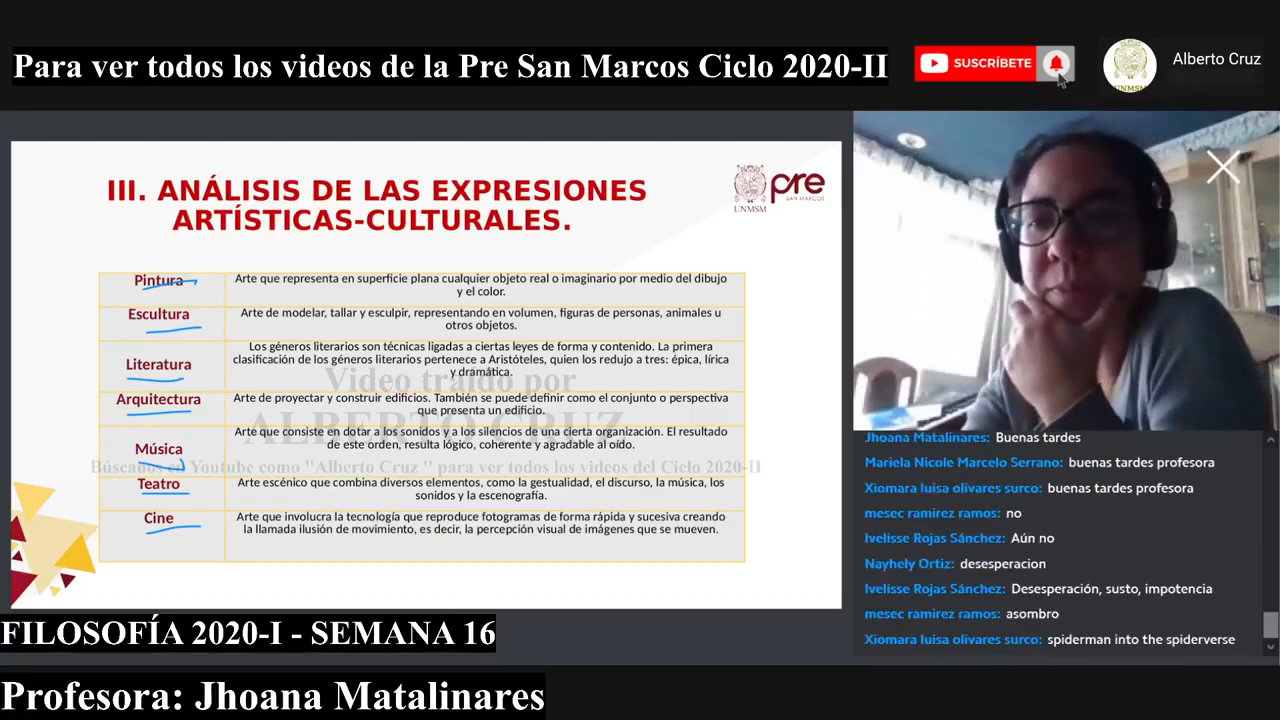 Para ver todos los videos de la Pre San Marcos Ciclo 2020-II
SUSCRÍBETE
UNMSM
Alberto Cruz
III. ANÁLISIS DE LAS EXPRESIONES
ARTÍSTICAS-CULTURALES.
UNMSM
pre
SAN MARCOS
Pintura
Arte que representa en superficie plana cualquier objeto real o imaginario por medio del dibujo
y el color.
Escultura
Arte de modelar, tallar y esculpir, representando en volumen, figuras de personas, animales u
otros objetos.
Literatura
Los géneros literarios son técnicas ligadas a ciertas leyes de forma y contenido. La primera
clasificación de los géneros literarios pertenece a Aristóteles, quien los redujo a tres: épica, lírica
y dramática.
Arquitectura
Arte de proyectar y construir edificios. También se puede definir como el conjunto o perspectiva
que presenta un edificio.
Música
Arte que consiste en dotar a los sonidos y a los silencios de una cierta organización. El resultado
de este orden, resulta lógico, coherente y agradable al oído.
Teatro
Arte escénico que combina diversos elementos, como la gestualidad, el discurso, la música, los
sonidos y la escenografía.
Cine
Arte que involucra la tecnología que reproduce fotogramas de forma rápida y sucesiva creando
la llamada ilusión de movimiento, es decir, la percepción visual de imágenes que se mueven.
Video traído por
ALBERTO CRUZ
Búscanos en Youtube como "Alberto Cruz " para ver todos los videos del Ciclo 2020-II
Jhoana Matalinares: Buenas tardes
Mariela Nicole Marcelo Serrano: buenas tardes profesora
Xiomara luisa olivares surco: buenas tardes profesora
mesec ramirez ramos: no
Ivelisse Rojas Sánchez: Aún no
Nayhely Ortiz: desesperacion
Ivelisse Rojas Sánchez: Desesperación, susto, impotencia
mesec ramirez ramos: asombro
Xiomara luisa olivares surco: spiderman into the spiderverse
FILOSOFÍA 2020-I - SEMANA 16
Profesora: Jhoana Matalinares